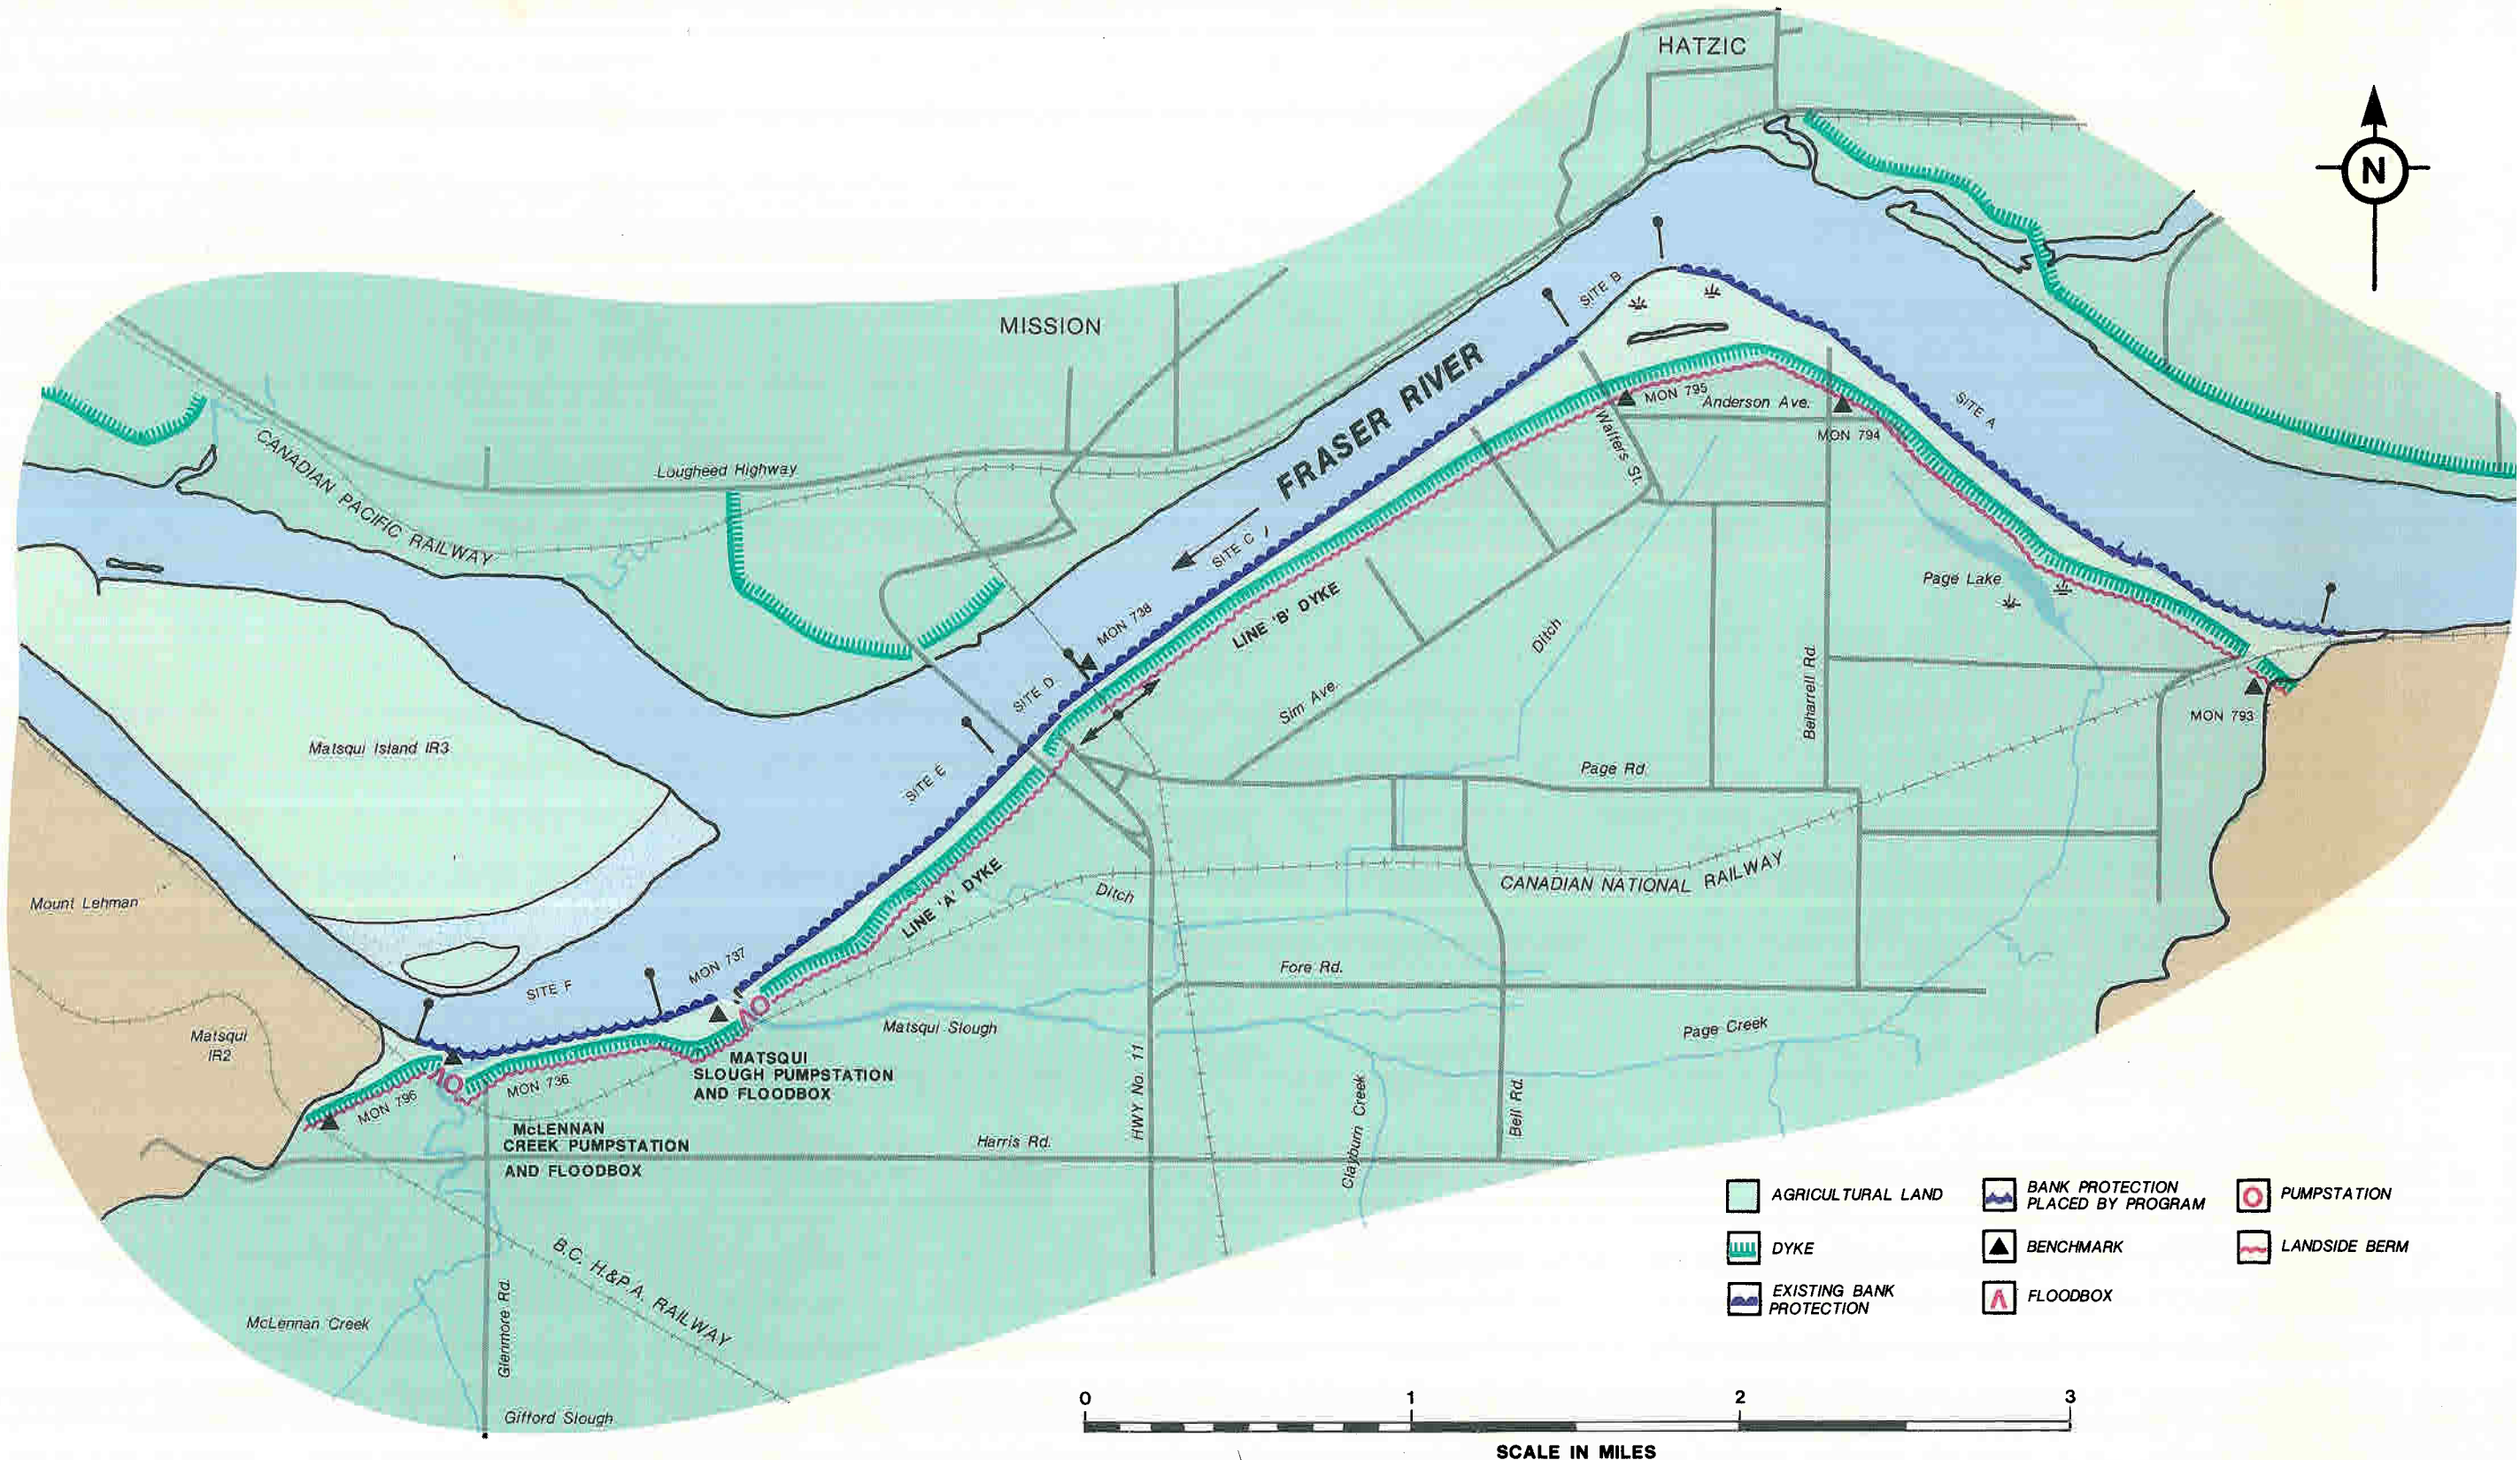 HATZIC
N
MISSION
SITE B
FRASER RIVER
SITE A
MON 795
Anderson Ave.
MON 794
Walters St.
CANADIAN PACIFIC RAILWAY
Lougheed Highway
SITE C
Page Lake
MON 738
LINE 'B' DYKE
Ditch
SITE D
Sim Ave.
Beharrell Rd.
MON 793
Matsqui Island IR3
SITE E
Page Rd
Mount Lehman
LINE 'A' DYKE
Ditch
CANADIAN NATIONAL RAILWAY
MON 737
SITE F
Fore Rd.
Matsqui Slough
Page Creek
Matsqui
IR2
MATSQUI
SLOUGH PUMPSTATION
AND FLOODBOX
MON 736
MON 796
HWY No. 11
Clayburn Creek
Bell Rd.
McLENNAN
CREEK PUMPSTATION
AND FLOODBOX
Harris Rd.
B.C. H.&P.A. RAILWAY
McLennan Creek
Glenmore Rd.
Gifford Slough
AGRICULTURAL LAND
DYKE
EXISTING BANK
PROTECTION
BANK PROTECTION
PLACED BY PROGRAM
BENCHMARK
FLOODBOX
PUMPSTATION
LANDSIDE BERM
0 1 2 3
SCALE IN MILES